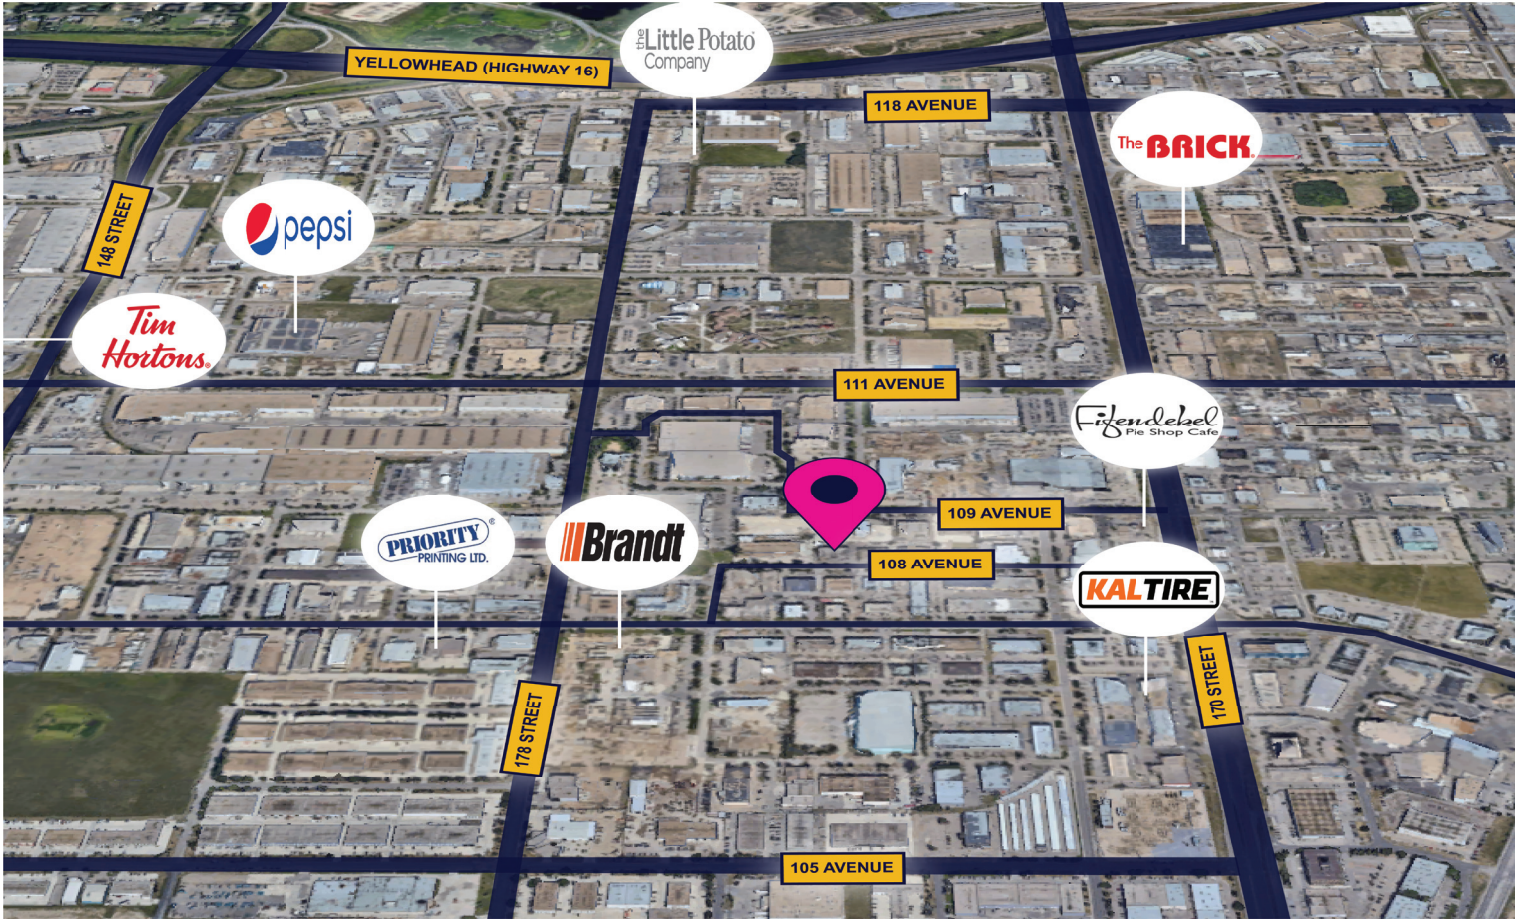 the Little Potato
Company
YELLOWHEAD (HIGHWAY 16)
118 AVENUE
The BRICK
148 STREET
pepsi
Tim
Hortons
111 AVENUE
Fifendekel
Pie Shop Cafe
109 AVENUE
PRIORITY®
PRINTING LTD.
Brandt
108 AVENUE
KALTIRE
178 STREET
170 STREET
105 AVENUE